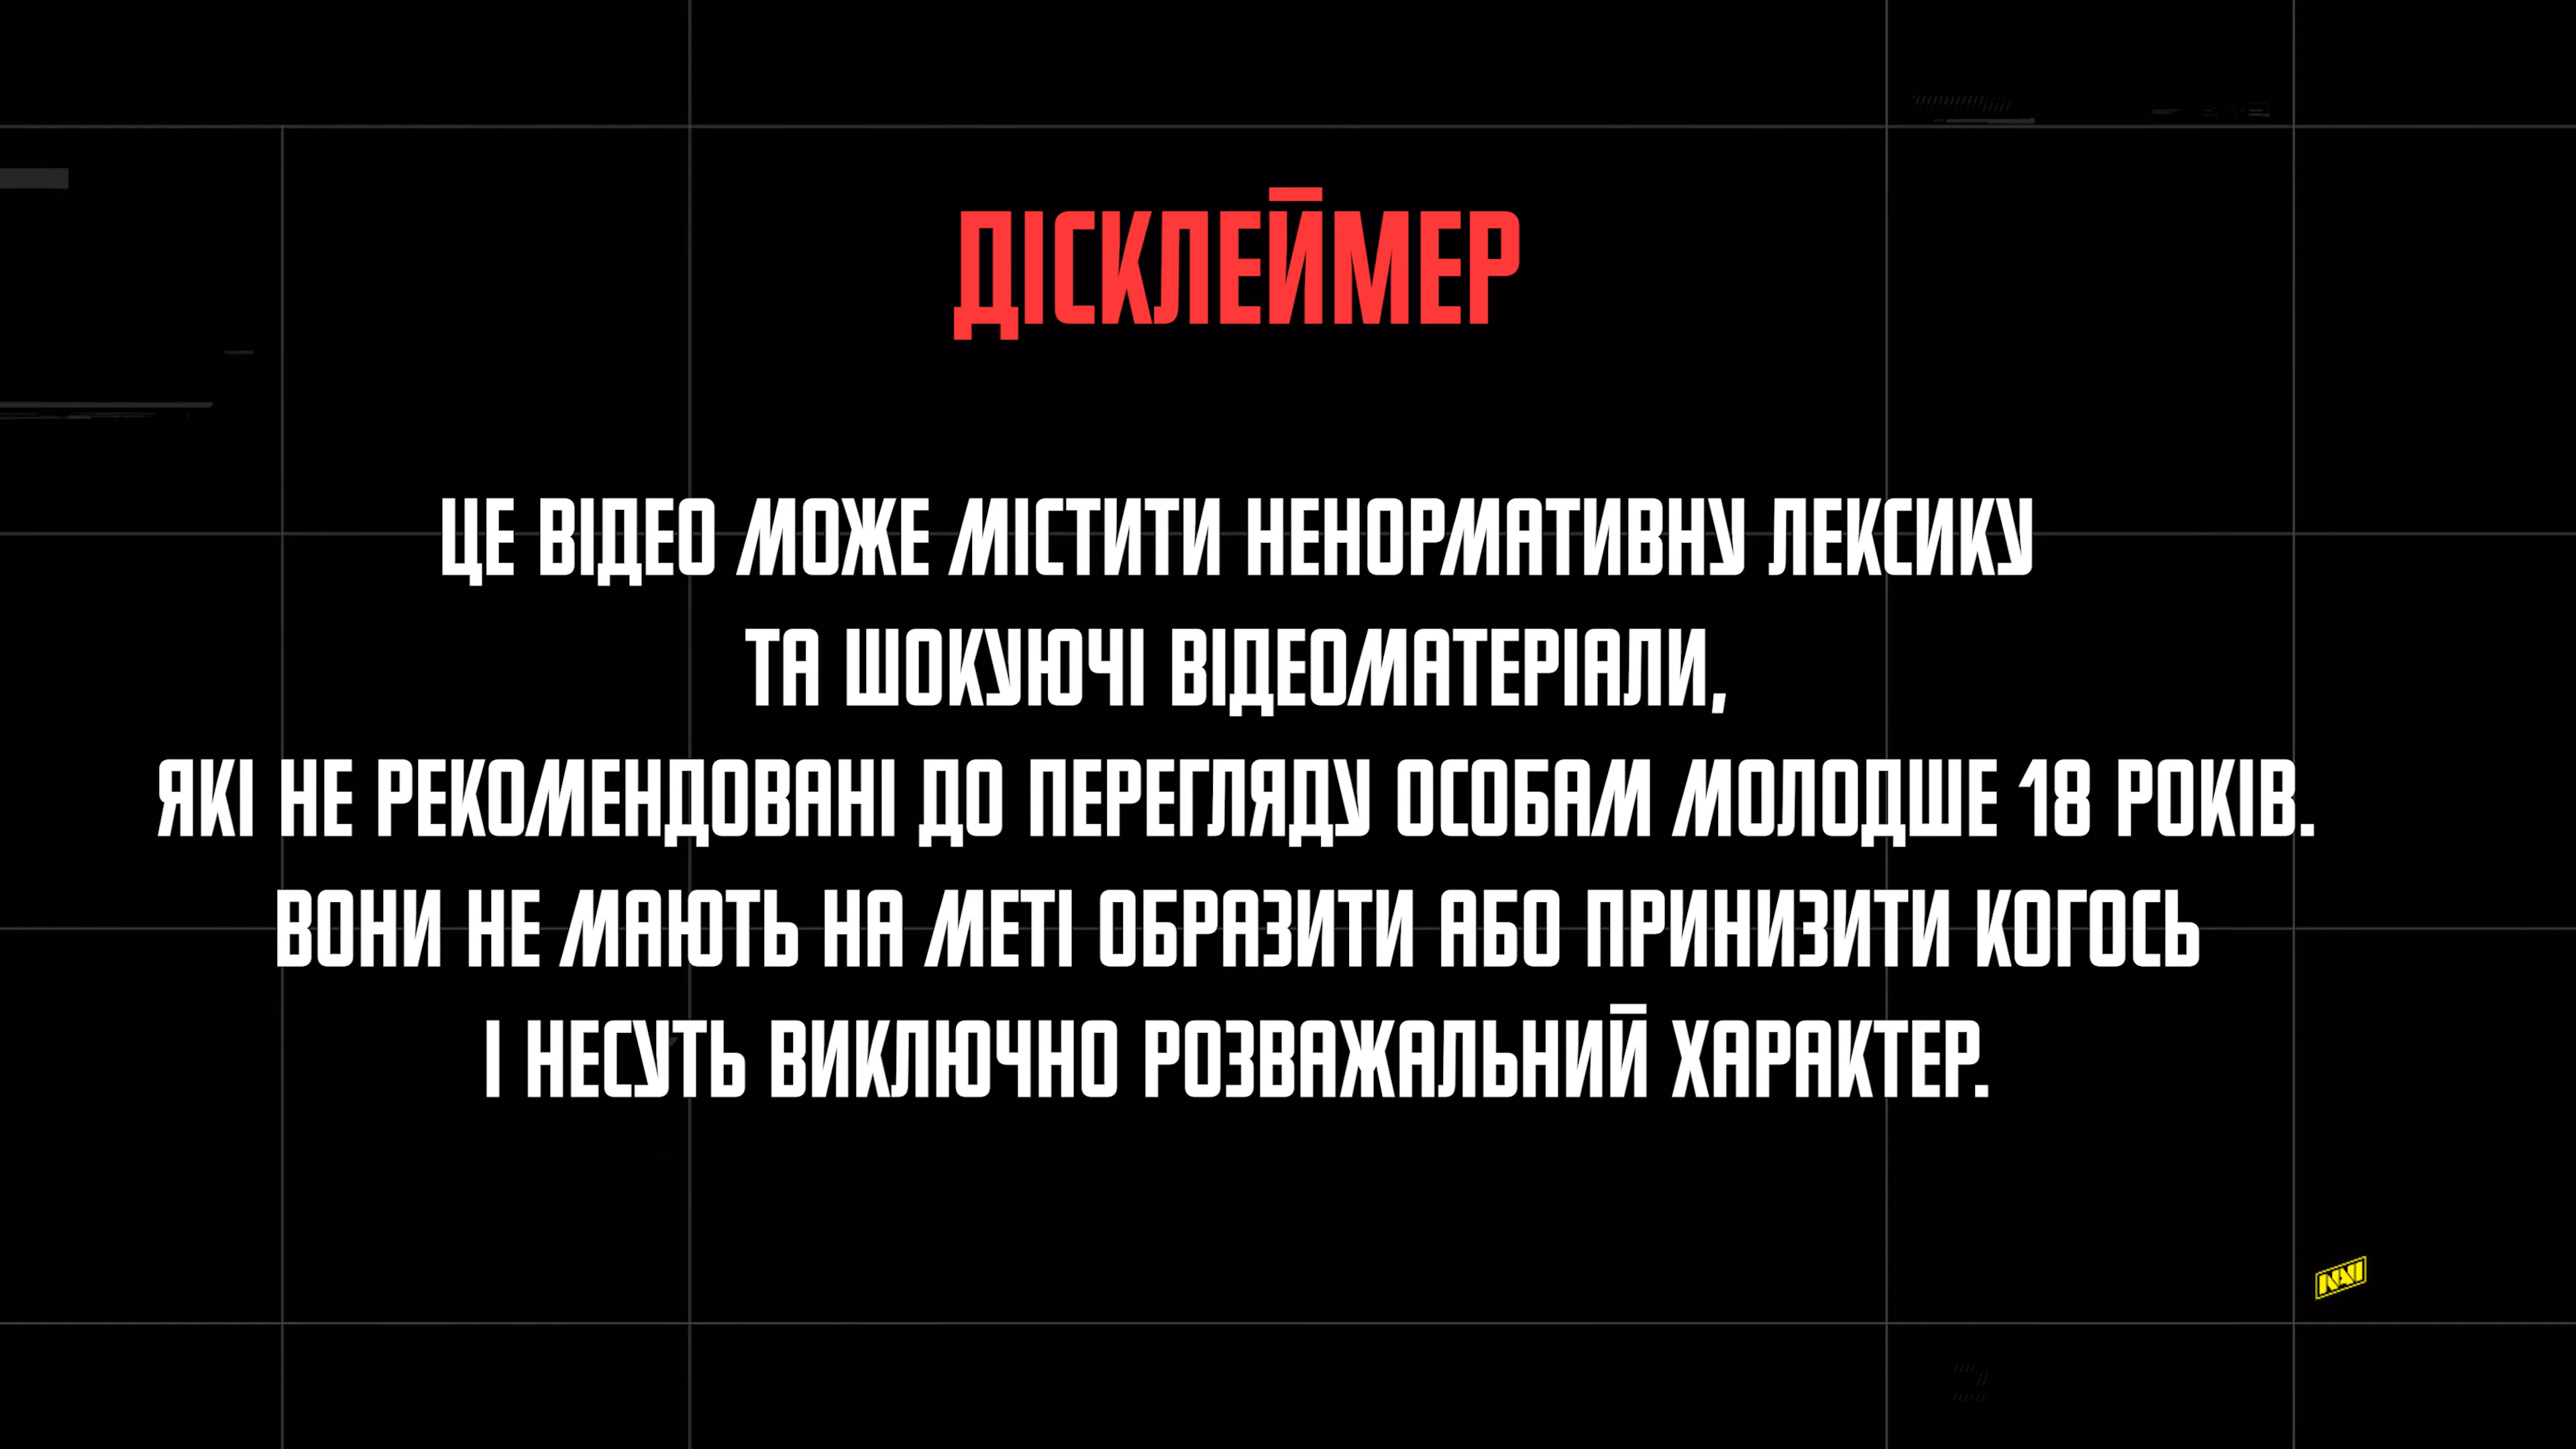 ДІСКЛЕЙМЕР
ЦЕ ВІДЕО МОЖЕ МІСТИТИ НЕНОРМАТИВНУ ЛЕКСИКУ
ТА ШОКУЮЧІ ВІДЕОМАТЕРІАЛИ,
ЯКІ НЕ РЕКОМЕНДОВАНІ ДО ПЕРЕГЛЯДУ ОСОБАМ МОЛОДШЕ 18 РОКІВ.
ВОНИ НЕ МАЮТЬ НА МЕТІ ОБРАЗИТИ АБО ПРИНИЗИТИ КОГОСЬ
І НЕСУТЬ ВИКЛЮЧНО РОЗВАЖАЛЬНИЙ ХАРАКТЕР.
NAVI